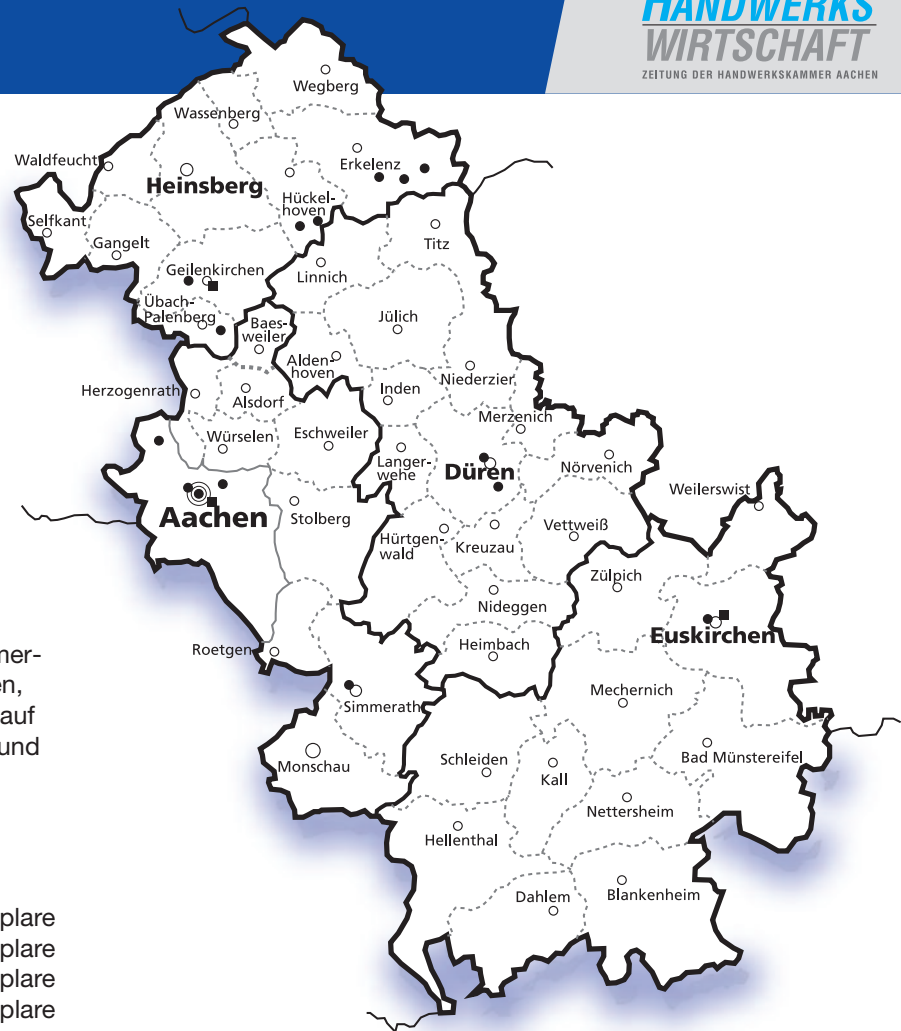 HANDWERKS
WIRTSCHAFT
ZEITUNG DER HANDWERKSKAMMER AACHEN
Wegberg
Wassenberg
Waldfeucht
Erkelenz
Heinsberg
Hückel-
hoven
Selfkant
Gangelt
Titz
Geilenkirchen
Linnich
Übach-
Palenberg
Jülich
Baes-
weiler
Alden-
hoven
Niederzier
Herzogenrath
Alsdorf
Inden
Merzenich
Würselen
Eschweiler
Langer-
wehe
Düren
Nörvenich
Weilerswist
Aachen
Stolberg
Vettweiß
Hürtgen-
wald
Kreuzau
Zülpich
Nideggen
Euskirchen
Roetgen
Heimbach
mer-
en,
auf
und
Simmerath
Mechernich
Monschau
Schleiden
Kall
Bad Münstereifel
Nettersheim
Hellenthal
Dahlem
Blankenheim
plare
plare
plare
plare